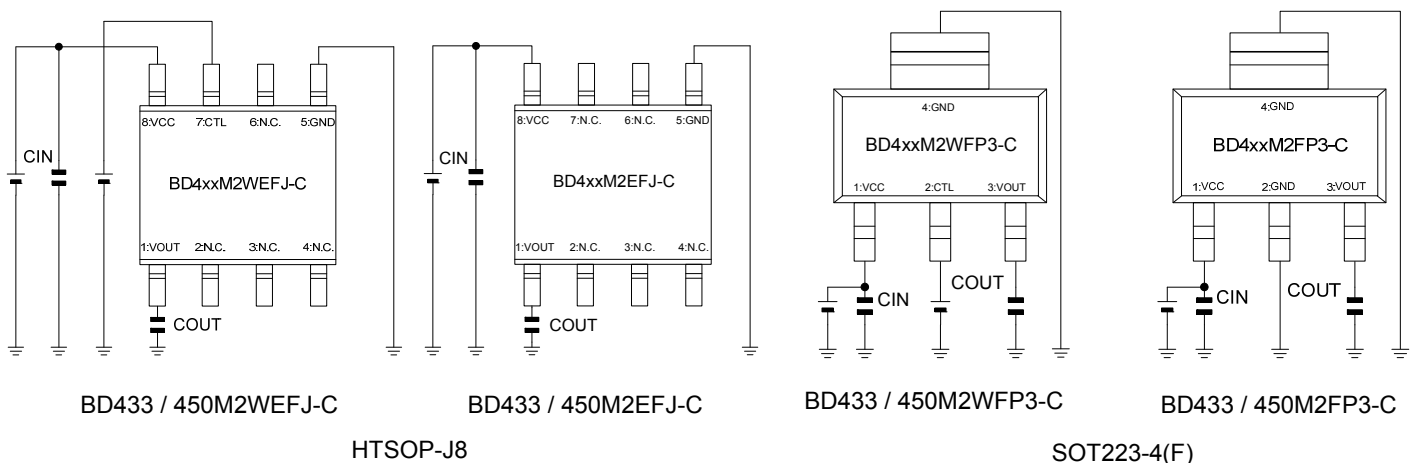 8:VCC 7:CTL 6:N.C. 5:GND
CIN
BD4xxM2WEFJ-C
1:VOUT 2:N.C. 3:N.C. 4:N.C.
COUT
BD433 / 450M2WEFJ-C
8:VCC 7:N.C. 6:N.C. 5:GND
CIN
BD4xxM2EFJ-C
1:VOUT 2:N.C. 3:N.C. 4:N.C.
COUT
BD433 / 450M2EFJ-C
HTSOP-J8
4:GND
BD4xxM2WFP3-C
1:VCC 2:CTL 3:VOUT
CIN
COUT
BD433 / 450M2WFP3-C
4:GND
BD4xxM2FP3-C
1:VCC 2:GND 3:VOUT
CIN
COUT
BD433 / 450M2FP3-C
SOT223-4(F)